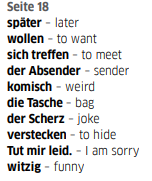 Seite 18
später – later
wollen – to want
sich treffen – to meet
der Absender – sender
komisch – weird
die Tasche – bag
der Scherz – joke
verstecken – to hide
Tut mir leid. – I am sorry
witzig – funny